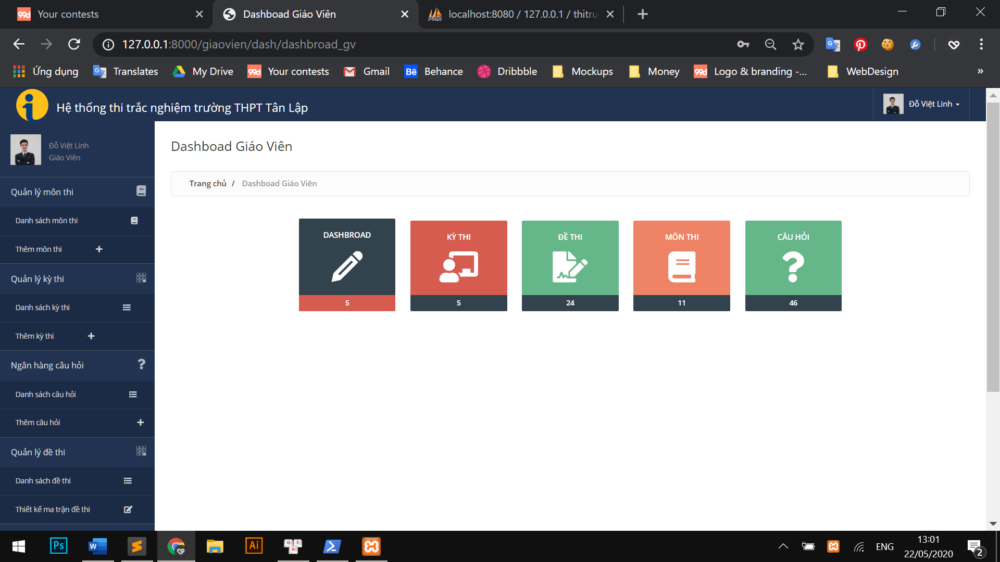 Your contests
Dashboad Giáo Viên
localhost:8080 / 127.0.0.1 / thitru
127.0.0.1:8000/giaovien/dash/dashbroad_gv
Ứng dụng
Translates
My Drive
Your contests
Gmail
Behance
Dribbble
Mockups
Money
Logo & branding -...
WebDesign
»
Hệ thống thi trắc nghiệm trường THPT Tân Lập
Đỗ Việt Linh
Đỗ Việt Linh
Giáo Viên
Dashboad Giáo Viên
Trang chủ / Dashboad Giáo Viên
Quản lý môn thi
Danh sách môn thi
Thêm môn thi
Quản lý kỳ thi
Danh sách kỳ thi
Thêm kỳ thi
Ngân hàng câu hỏi
Danh sách câu hỏi
Thêm câu hỏi
Quản lý đề thi
Danh sách đề thi
Thiết kế ma trận đề thi
DASHBROAD
5
KỲ THI
5
ĐỀ THI
24
MÔN THI
11
CÂU HỎI
46
ENG
13:01
22/05/2020
2